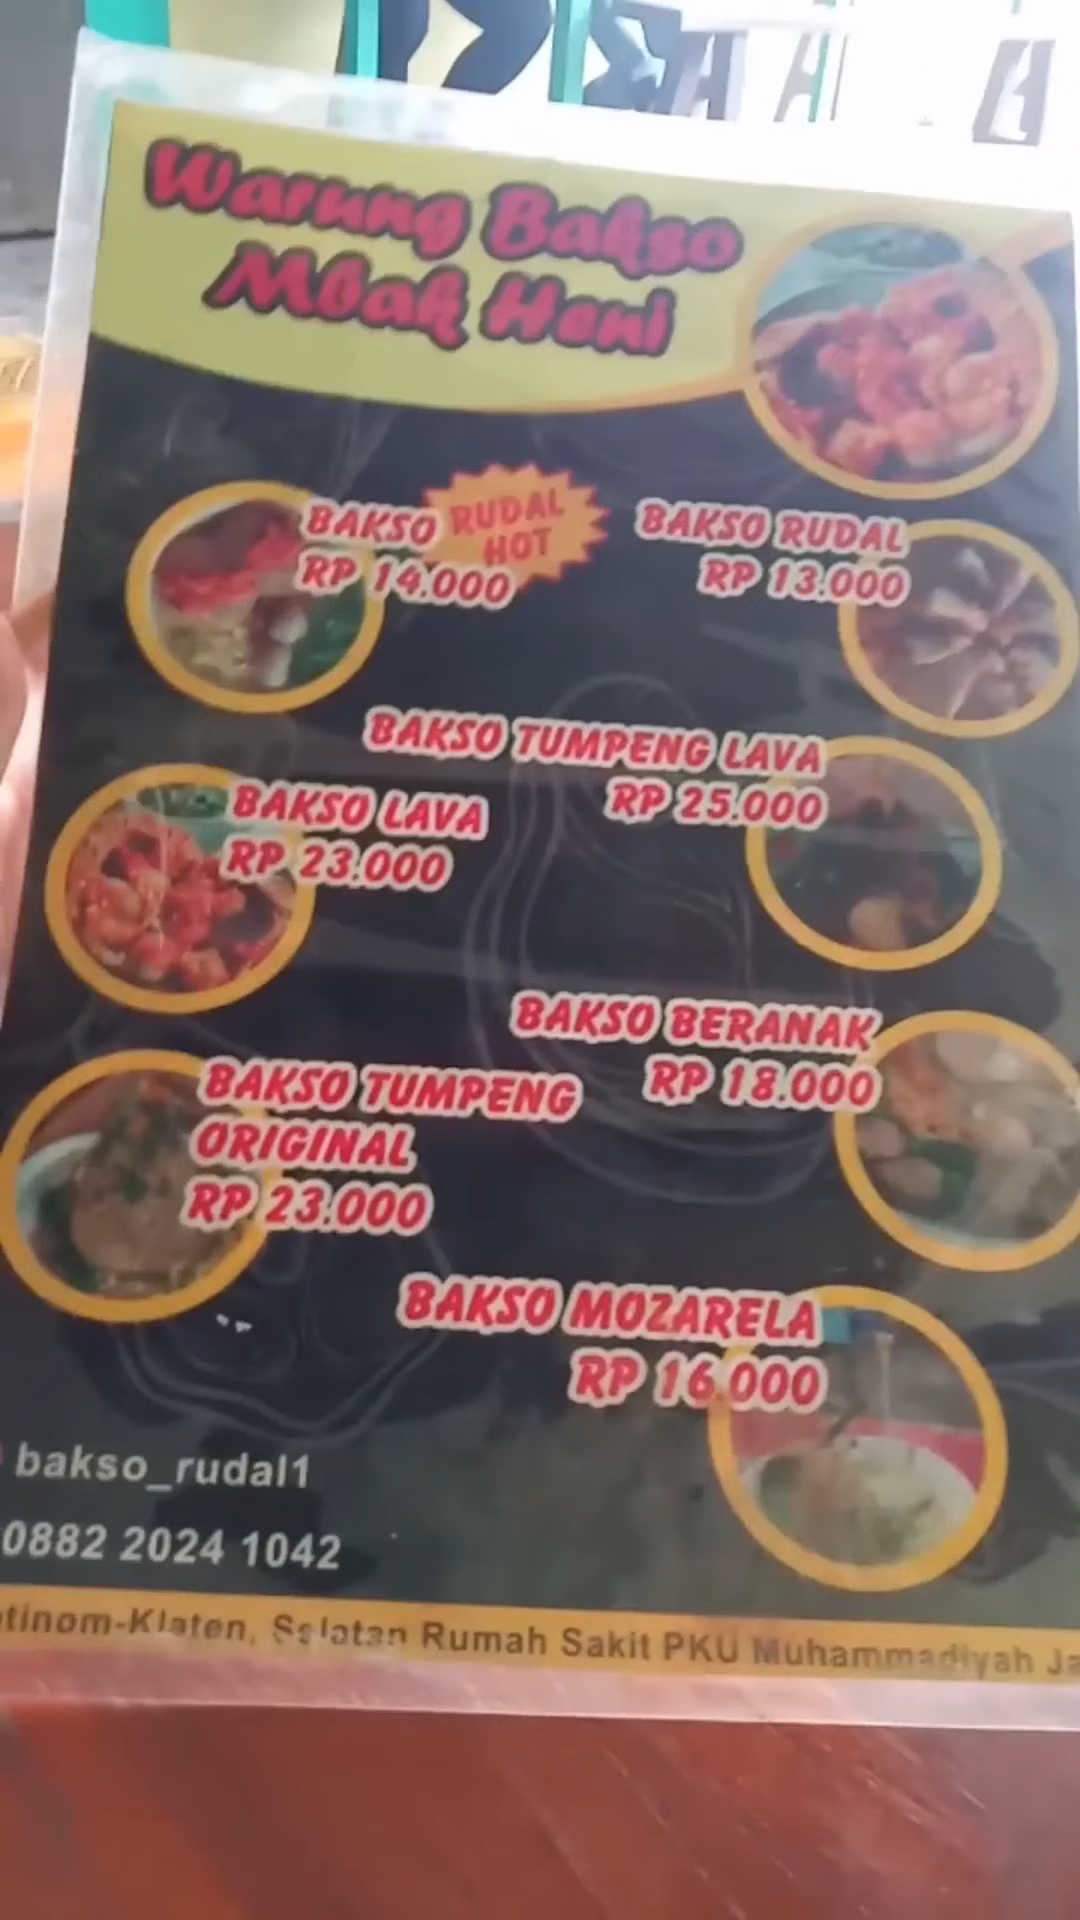 Warung Bakso
Mbak Heni
BAKSO RUDAL
HOT
RP 14.000
BAKSO RUDAL
RP 13.000
BAKSO TUMPENG LAVA
RP 25.000
BAKSO LAVA
RP 23.000
BAKSO BERANAK
RP 18.000
BAKSO TUMPENG
ORIGINAL
RP 23.000
BAKSO MOZARELA
RP 16.000
bakso_rudal1
0882 2024 1042
tinom-Klaten, Selatan Rumah Sakit PKU Muhammadiyah Ja